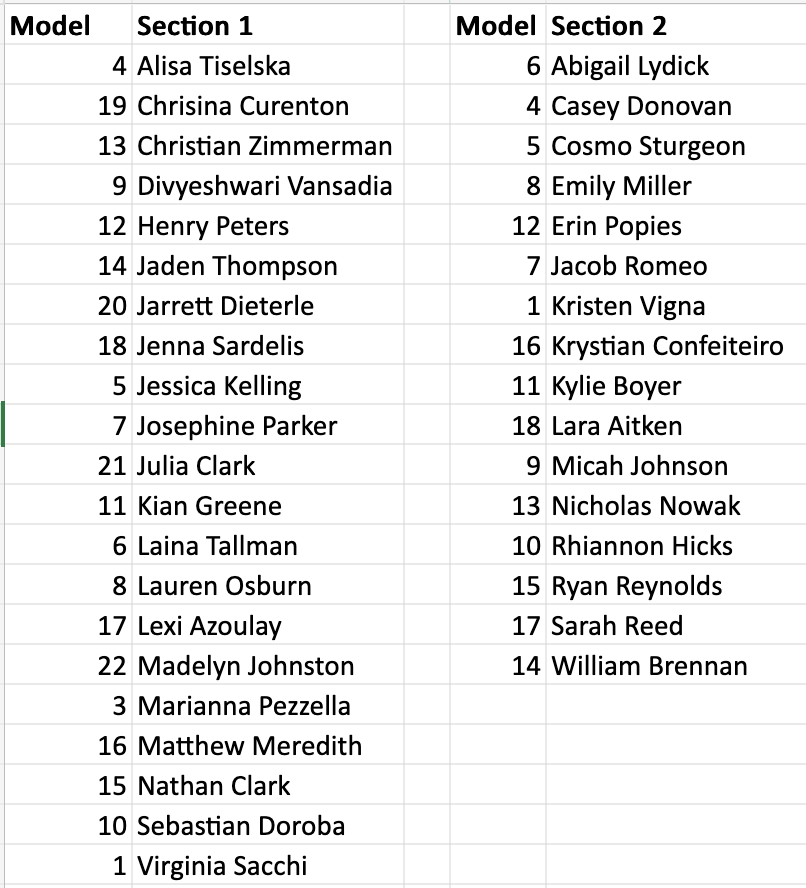 Model Section 1 Model Section 2
4 Alisa Tiselska 6 Abigail Lydick
19 Chrisina Curenton 4 Casey Donovan
13 Christian Zimmerman 5 Cosmo Sturgeon
9 Divyeshwari Vansadia 8 Emily Miller
12 Henry Peters 12 Erin Popies
14 Jaden Thompson 7 Jacob Romeo
20 Jarrett Dieterle 1 Kristen Vigna
18 Jenna Sardelis 16 Krystian Confeiteiro
5 Jessica Kelling 11 Kylie Boyer
7 Josephine Parker 18 Lara Aitken
21 Julia Clark 9 Micah Johnson
11 Kian Greene 13 Nicholas Nowak
6 Laina Tallman 10 Rhiannon Hicks
8 Lauren Osburn 15 Ryan Reynolds
17 Lexi Azoulay 17 Sarah Reed
22 Madelyn Johnston 14 William Brennan
3 Marianna Pezzella
16 Matthew Meredith
15 Nathan Clark
10 Sebastian Doroba
1 Virginia Sacchi